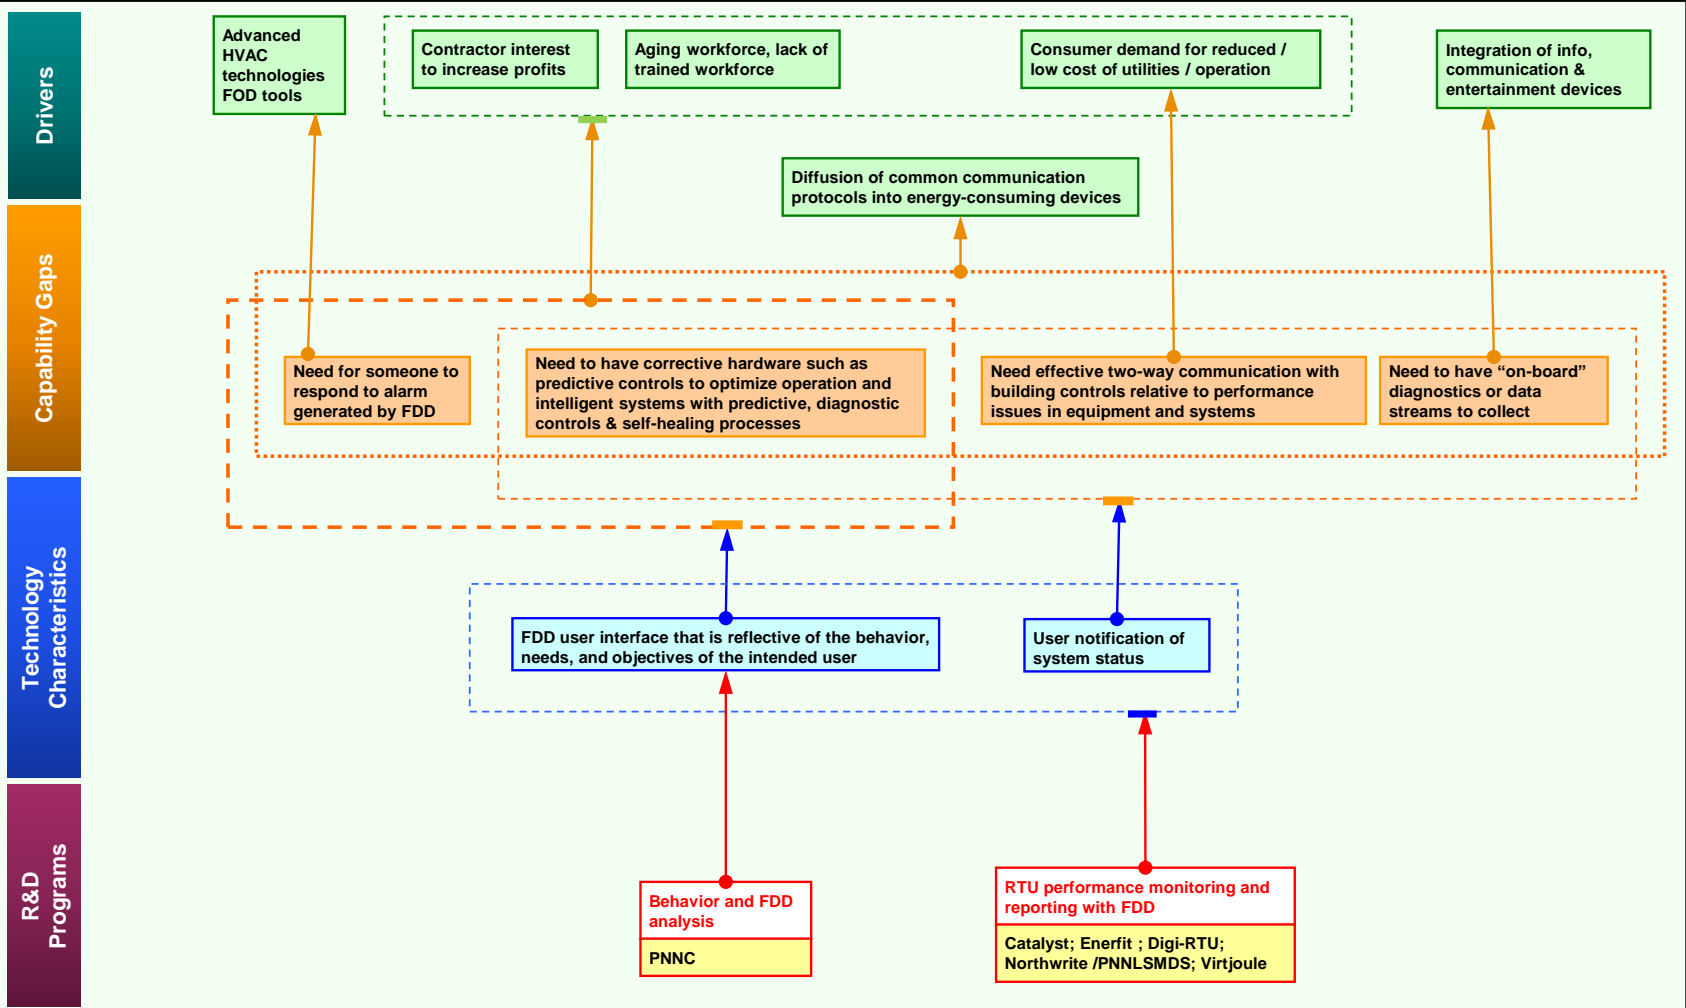 Drivers
Advanced
HVAC
technologies
FOD tools
Contractor interest
to increase profits
Aging workforce, lack of
trained workforce
Consumer demand for reduced /
low cost of utilities / operation
Integration of info,
communication &
entertainment devices
Diffusion of common communication
protocols into energy-consuming devices
Capability Gaps
Need for someone to
respond to alarm
generated by FDD
Need to have corrective hardware such as
predictive controls to optimize operation and
intelligent systems with predictive, diagnostic
controls & self-healing processes
Need effective two-way communication with
building controls relative to performance
issues in equipment and systems
Need to have “on-board”
diagnostics or data
streams to collect
Technology
Characteristics
FDD user interface that is reflective of the behavior,
needs, and objectives of the intended user
User notification of
system status
R&D
Programs
Behavior and FDD
analysis
PNNC
RTU performance monitoring and
reporting with FDD
Catalyst; Enerfit ; Digi-RTU;
Northwrite /PNNLSMDS; Virtjoule